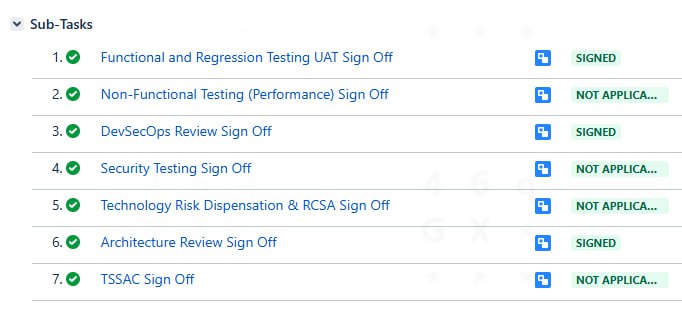 Sub-Tasks
1. Functional and Regression Testing UAT Sign Off SIGNED
2. Non-Functional Testing (Performance) Sign Off NOT APPLICA...
3. DevSecOps Review Sign Off SIGNED
4. Security Testing Sign Off NOT APPLICA...
5. Technology Risk Dispensation & RCSA Sign Off NOT APPLICA...
6. Architecture Review Sign Off SIGNED
7. TSSAC Sign Off NOT APPLICA...